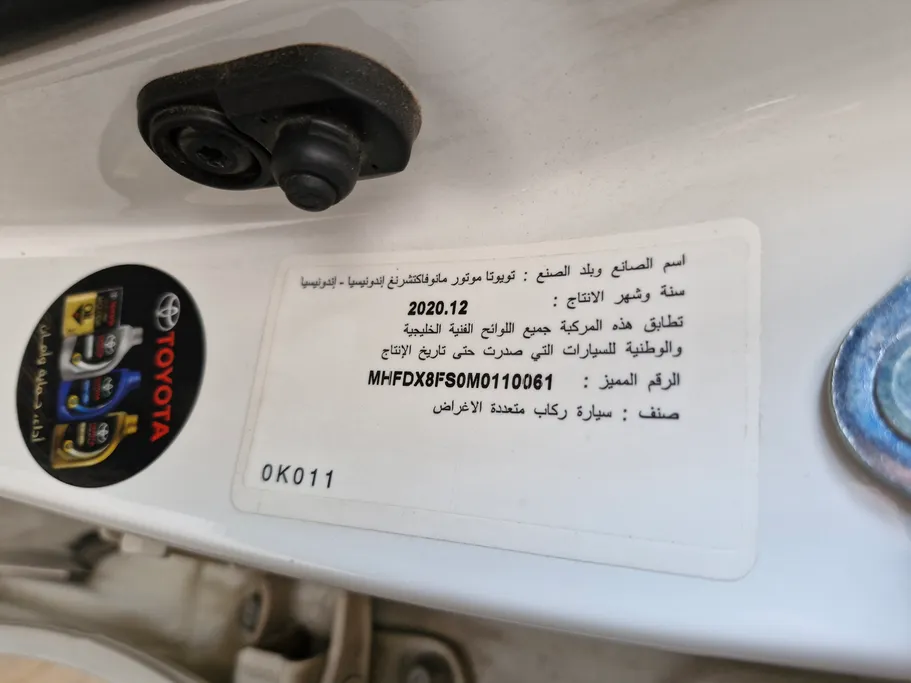 اسم الصانع وبلد الصنع : تويوتا موتور مانوفاكتشرنغ إندونيسيا - إندونيسيا
سنة وشهر الانتاج : 2020.12
تطابق هذه المركبة جميع اللوائح الفنية الخليجية
والوطنية للسيارات التي صدرت حتى تاريخ الإنتاج
الرقم المميز : MHFDX8FS0M0110061
صنف : سيارة ركاب متعددة الاغراض
0K011
TOYOTA